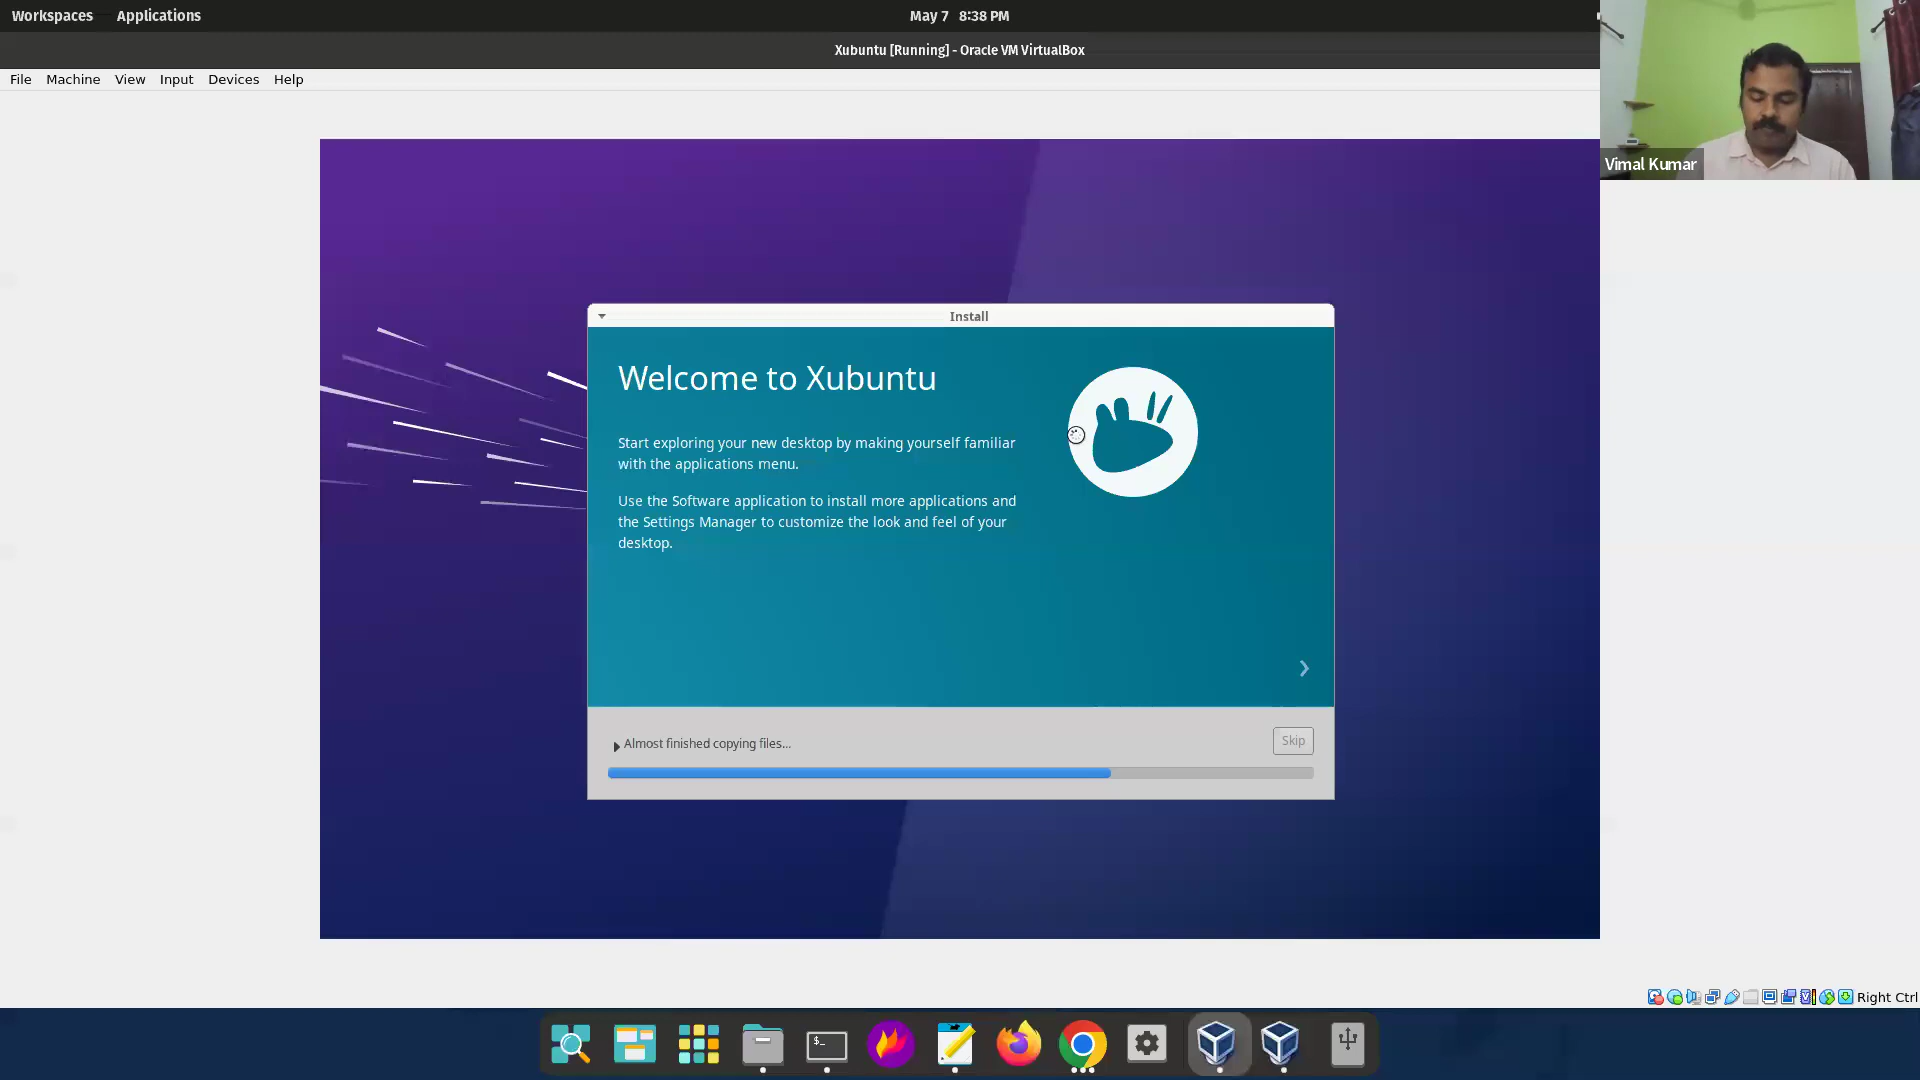 Workspaces Applications May 7 8:38 PM
Xubuntu [Running] - Oracle VM VirtualBox
File Machine View Input Devices Help
Vimal Kumar
Install
Welcome to Xubuntu
Start exploring your new desktop by making yourself familiar
with the applications menu.
Use the Software application to install more applications and
the Settings Manager to customize the look and feel of your
desktop.
Almost finished copying files...
Skip
Right Ctrl
$_